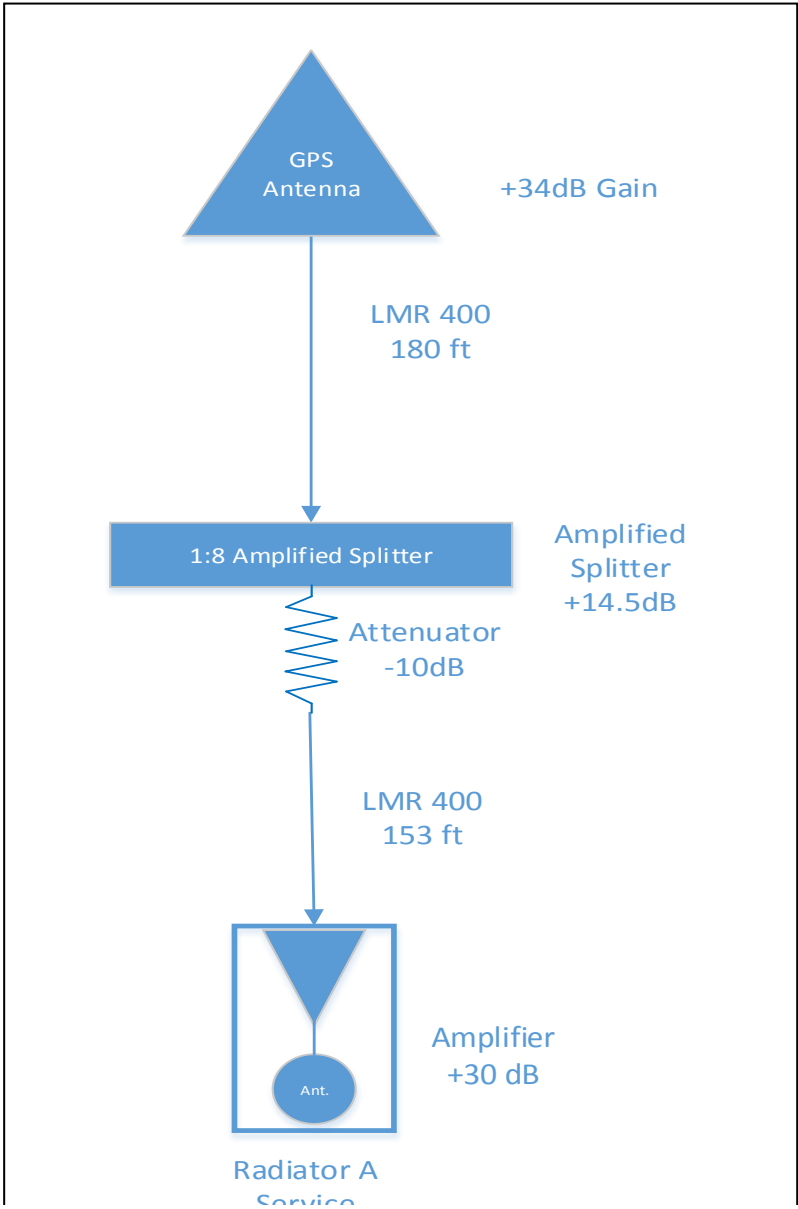 GPS
Antenna
+34dB Gain
LMR 400
180 ft
1:8 Amplified Splitter
Amplified
Splitter
+14.5dB
Attenuator
-10dB
LMR 400
153 ft
Amplifier
+30 dB
Ant.
Radiator A
Service